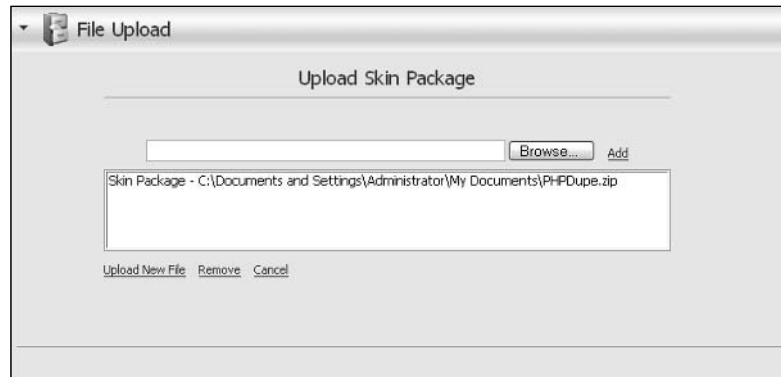 File Upload
Upload Skin Package
Browse... Add
Skin Package - C:\Documents and Settings\Administrator\My Documents\PHPDupe.zip
Upload New File Remove Cancel